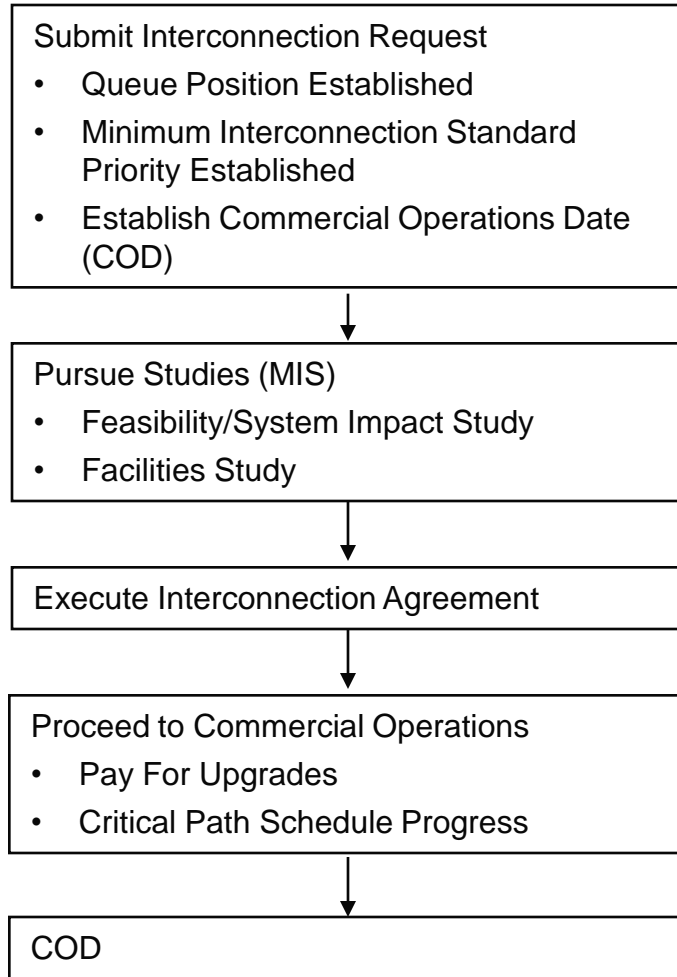 Submit Interconnection Request
• Queue Position Established
• Minimum Interconnection Standard
Priority Established
• Establish Commercial Operations Date
(COD)
Pursue Studies (MIS)
• Feasibility/System Impact Study
• Facilities Study
Execute Interconnection Agreement
Proceed to Commercial Operations
• Pay For Upgrades
• Critical Path Schedule Progress
COD